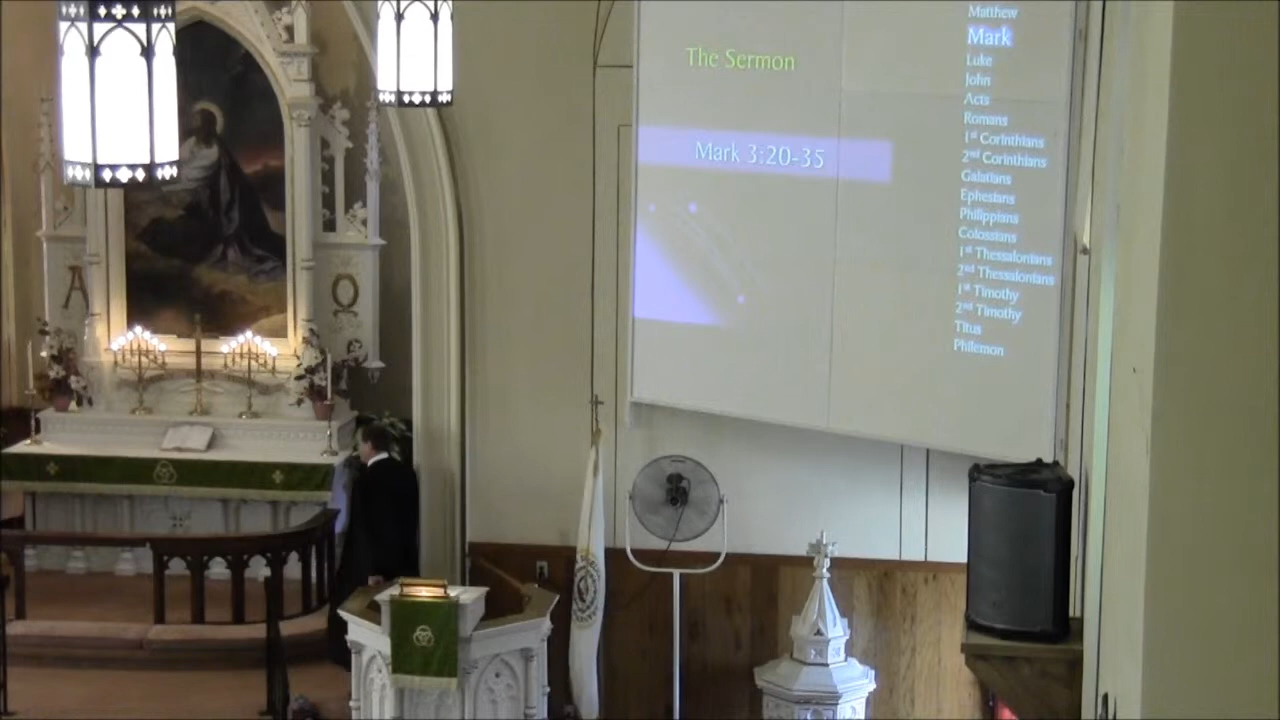 The Sermon
Mark 3:20-35
Matthew
Mark
Luke
John
Acts
Romans
1st Corinthians
2nd Corinthians
Galatians
Ephesians
Philippians
Colossians
1st Thessalonians
2nd Thessalonians
1st Timothy
2nd Timothy
Titus
Philemon
Α
Ω